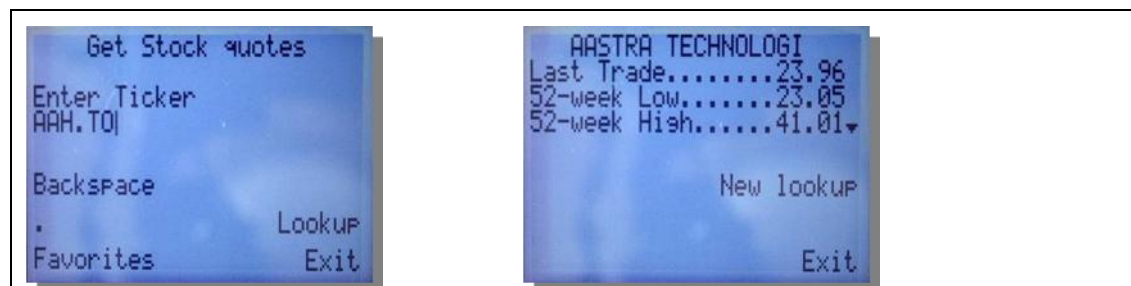 Get Stock quotes
Enter Ticker
AAH.TO
Backspace
. Lookup
Favorites Exit
AASTRA TECHNOLOGI
Last Trade........23.96
52-week Low.......23.05
52-week High......41.01
New lookup
Exit